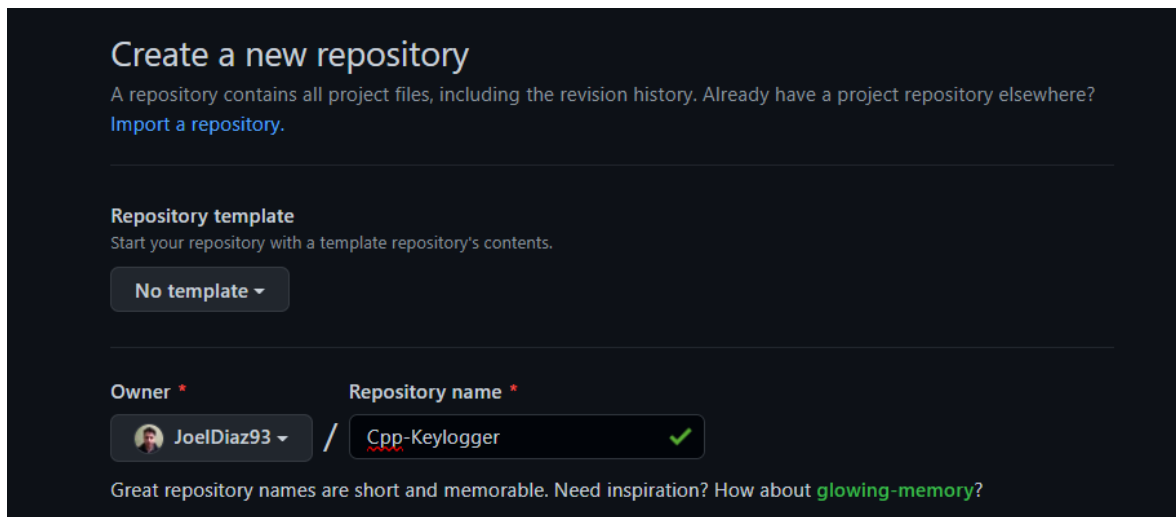 Create a new repository
A repository contains all project files, including the revision history. Already have a project repository elsewhere?
Import a repository.
Repository template
Start your repository with a template repository's contents.
No template
Owner * Repository name *
JoelDiaz93 / Cpp-Keylogger
Great repository names are short and memorable. Need inspiration? How about glowing-memory?